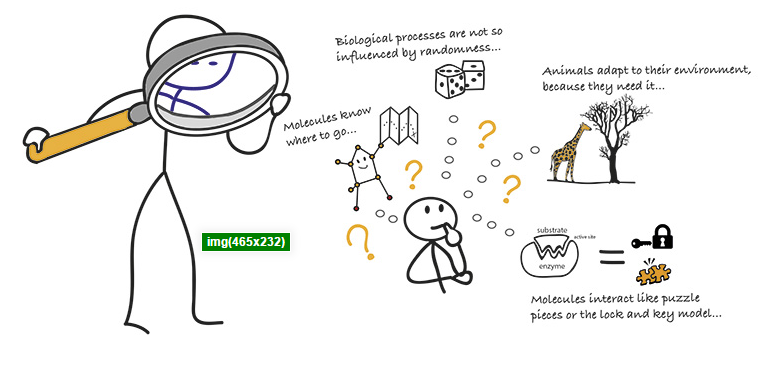 Biological processes are not so
influenced by randomness...
Animals adapt to their environment,
because they need it...
Molecules know
where to go...
img(465x232)
substrate
active site
enzyme
Molecules interact like puzzle
pieces or the lock and key model...